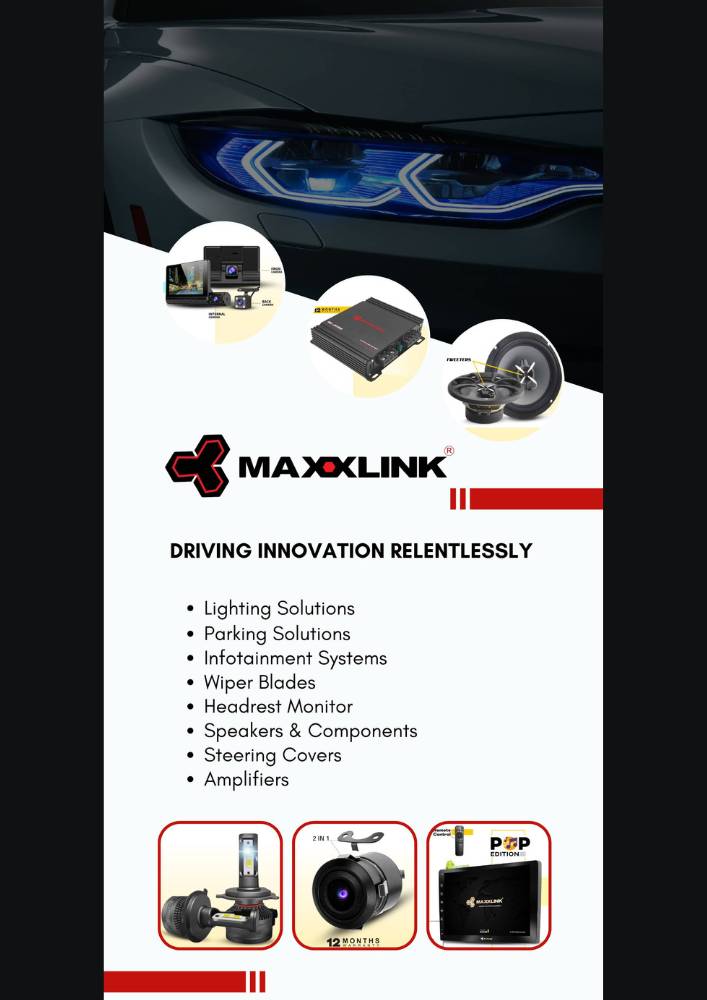 FRONT
CAMERA
BACK
CAMERA
INTERNAL
CAMERA
12 MONTHS
TWEETERS
MAXXLINK®
DRIVING INNOVATION RELENTLESSLY
• Lighting Solutions
• Parking Solutions
• Infotainment Systems
• Wiper Blades
• Headrest Monitor
• Speakers & Components
• Steering Covers
• Amplifiers
2 IN 1
12 MONTHS
WARRANTY
Remote
Control
POP
EDITION
MAXXLINK